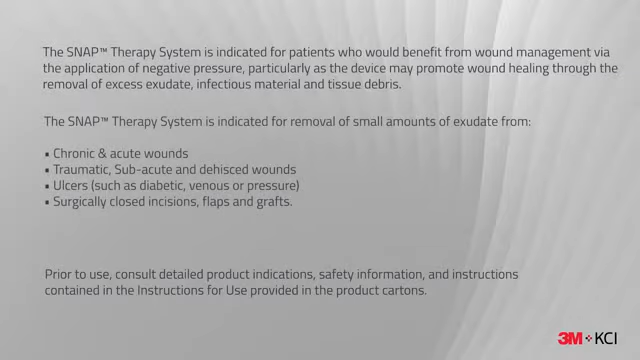 The SNAP™ Therapy System is indicated for patients who would benefit from wound management via
the application of negative pressure, particularly as the device may promote wound healing through the
removal of excess exudate, infectious material and tissue debris.
The SNAP™ Therapy System is indicated for removal of small amounts of exudate from:
• Chronic & acute wounds
• Traumatic, Sub-acute and dehisced wounds
• Ulcers (such as diabetic, venous or pressure)
• Surgically closed incisions, flaps and grafts.
Prior to use, consult detailed product indications, safety information, and instructions
contained in the Instructions for Use provided in the product cartons.
3M KCI